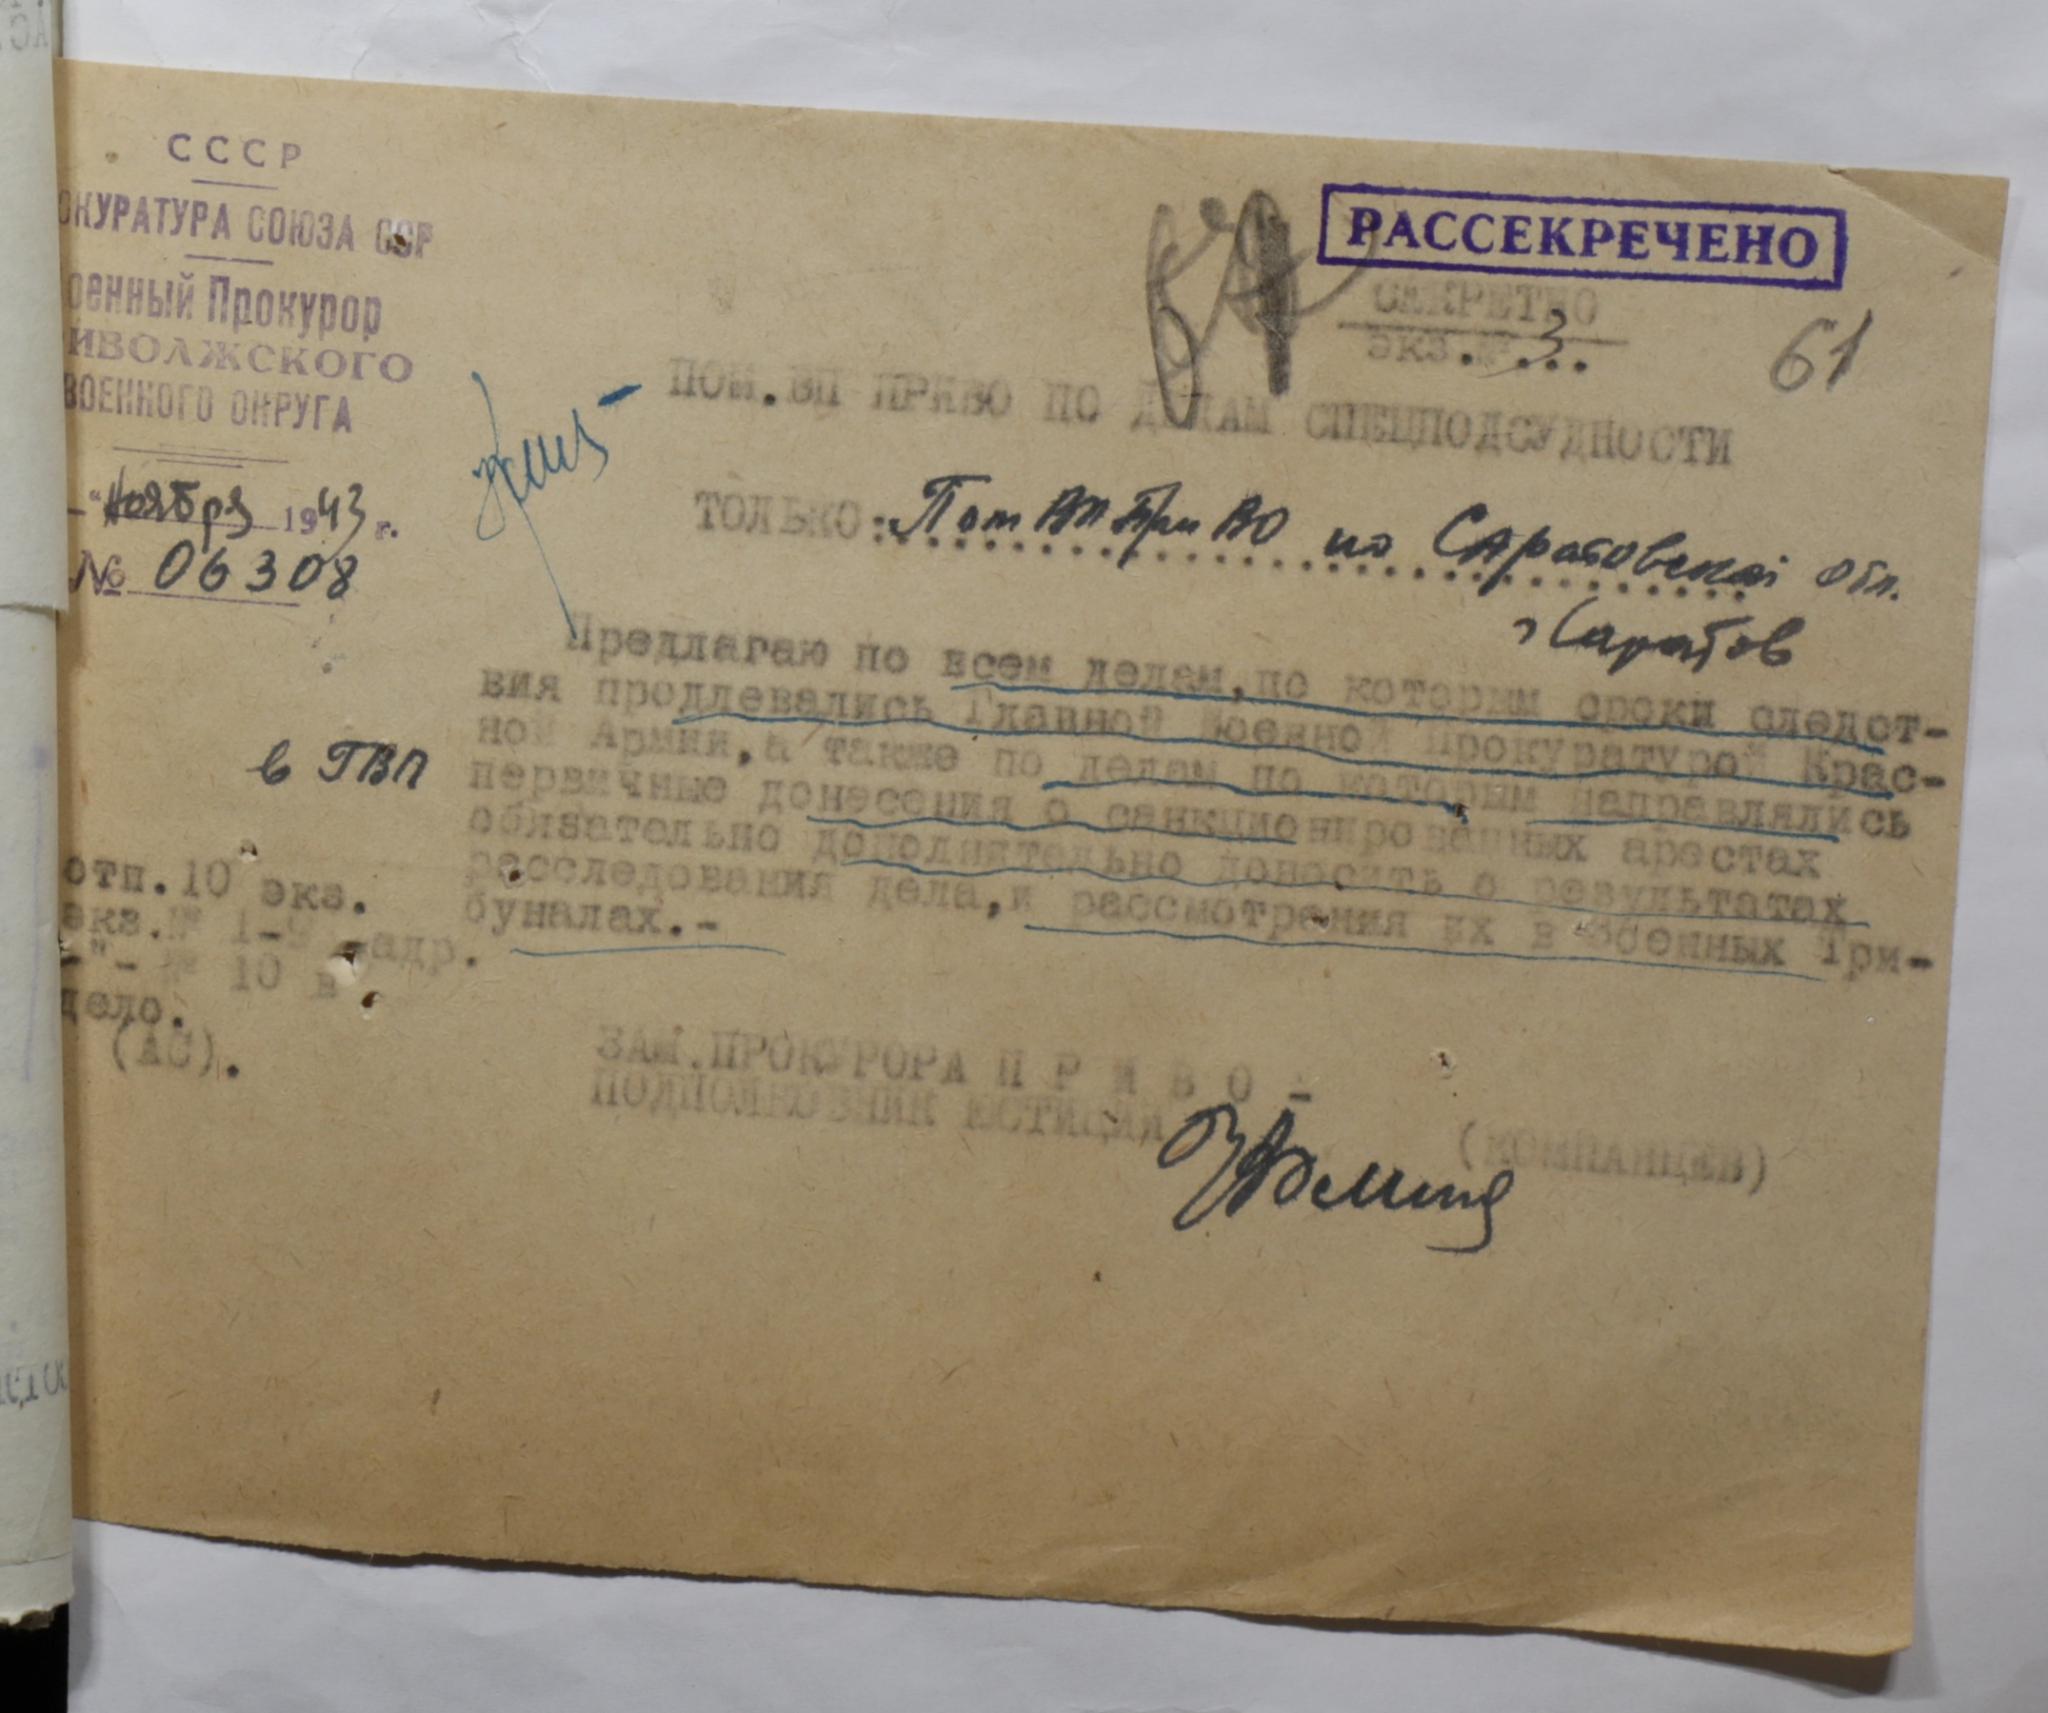 СССР
ОКУРАТУРА СОЮЗА ССР
оенный Прокурор
ИВОЛЖСКОГО
ВОЕННОГО ОКРУГА
"Ноября 1943 г.
№ 06308
РАССЕКРЕЧЕНО
СЕКРЕТНО
экз.№.3...
61
ПОМ.ВП ПРИВО ПО ДЕЛАМ СПЕЦПОДСУДНОСТИ
ТОЛЬКО: Пом ВП ПриВО по Саратовской обл.
г Саратов
Предлагаю по всем делам, по которым сроки следст-
вия продлевались Главной Военной Прокуратурой Крас-
ной Армии, а также по делам по которым направлялись
в ГВП
первичные донесения о санкционированных арестах
обязательно дополнительно доносить о результатах
расследования дела, и рассмотрения их в Военных Три-
буналах.-
отп.10 экз.
экз.№ 1-9 адр.
-"- № 10 в
дело.
(АС).
ЗАМ.ПРОКУРОРА П Р И В О -
ПОДПОЛКОВНИК ЮСТИЦИИ
(КОМПАНЦЕВ)